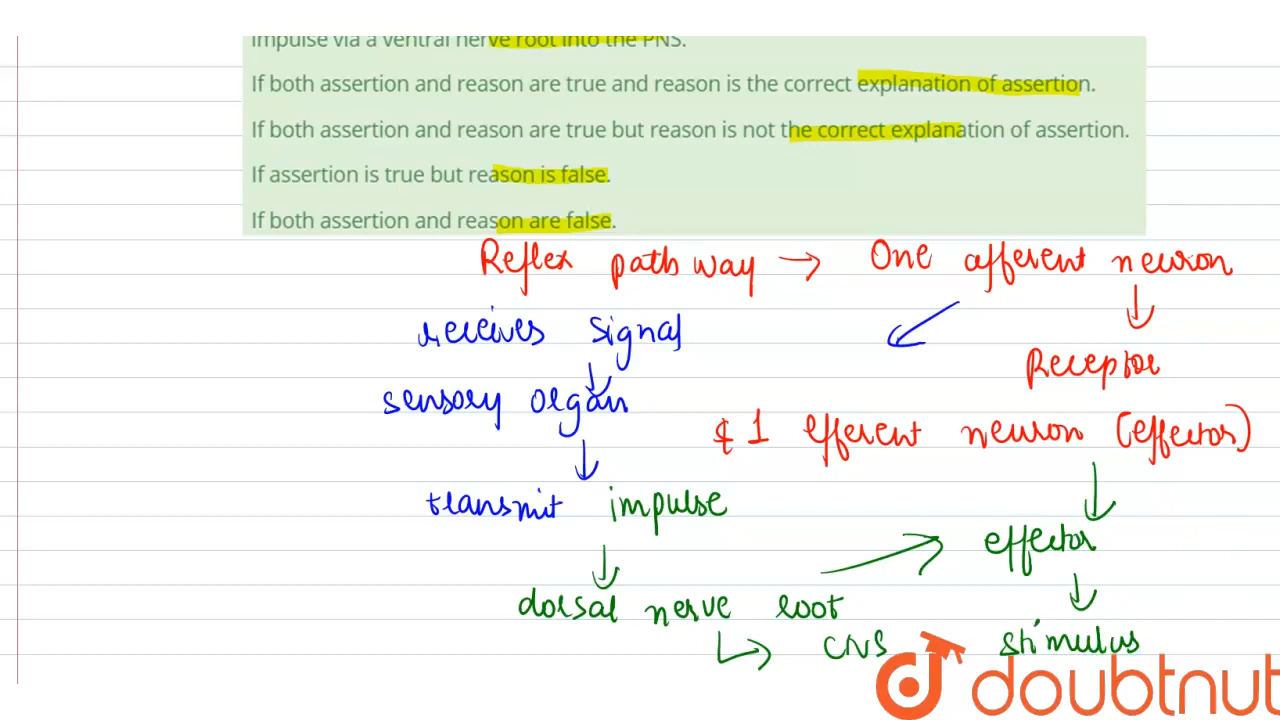 Impulse via a ventral nerve root into the PNS.
If both assertion and reason are true and reason is the correct explanation of assertion.
If both assertion and reason are true but reason is not the correct explanation of assertion.
If assertion is true but reason is false.
If both assertion and reason are false.
Reflex pathway → One afferent neuron
receives signal
Receptor
sensory organ
& 1 efferent neuron (effector)
transmit impulse
effector
dorsal nerve root
CNS stimulus
doubtnut